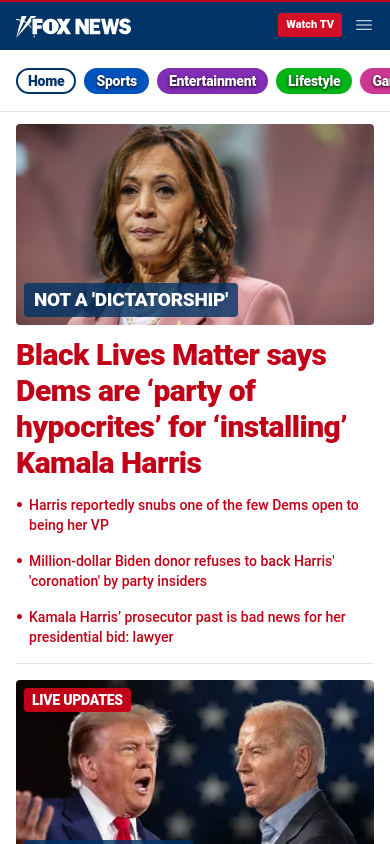 FOX NEWS
Watch TV
Home
Sports
Entertainment
Lifestyle
NOT A 'DICTATORSHIP'
Black Lives Matter says
Dems are ‘party of
hypocrites’ for ‘installing’
Kamala Harris
• Harris reportedly snubs one of the few Dems open to
being her VP
• Million-dollar Biden donor refuses to back Harris'
'coronation' by party insiders
• Kamala Harris’ prosecutor past is bad news for her
presidential bid: lawyer
LIVE UPDATES